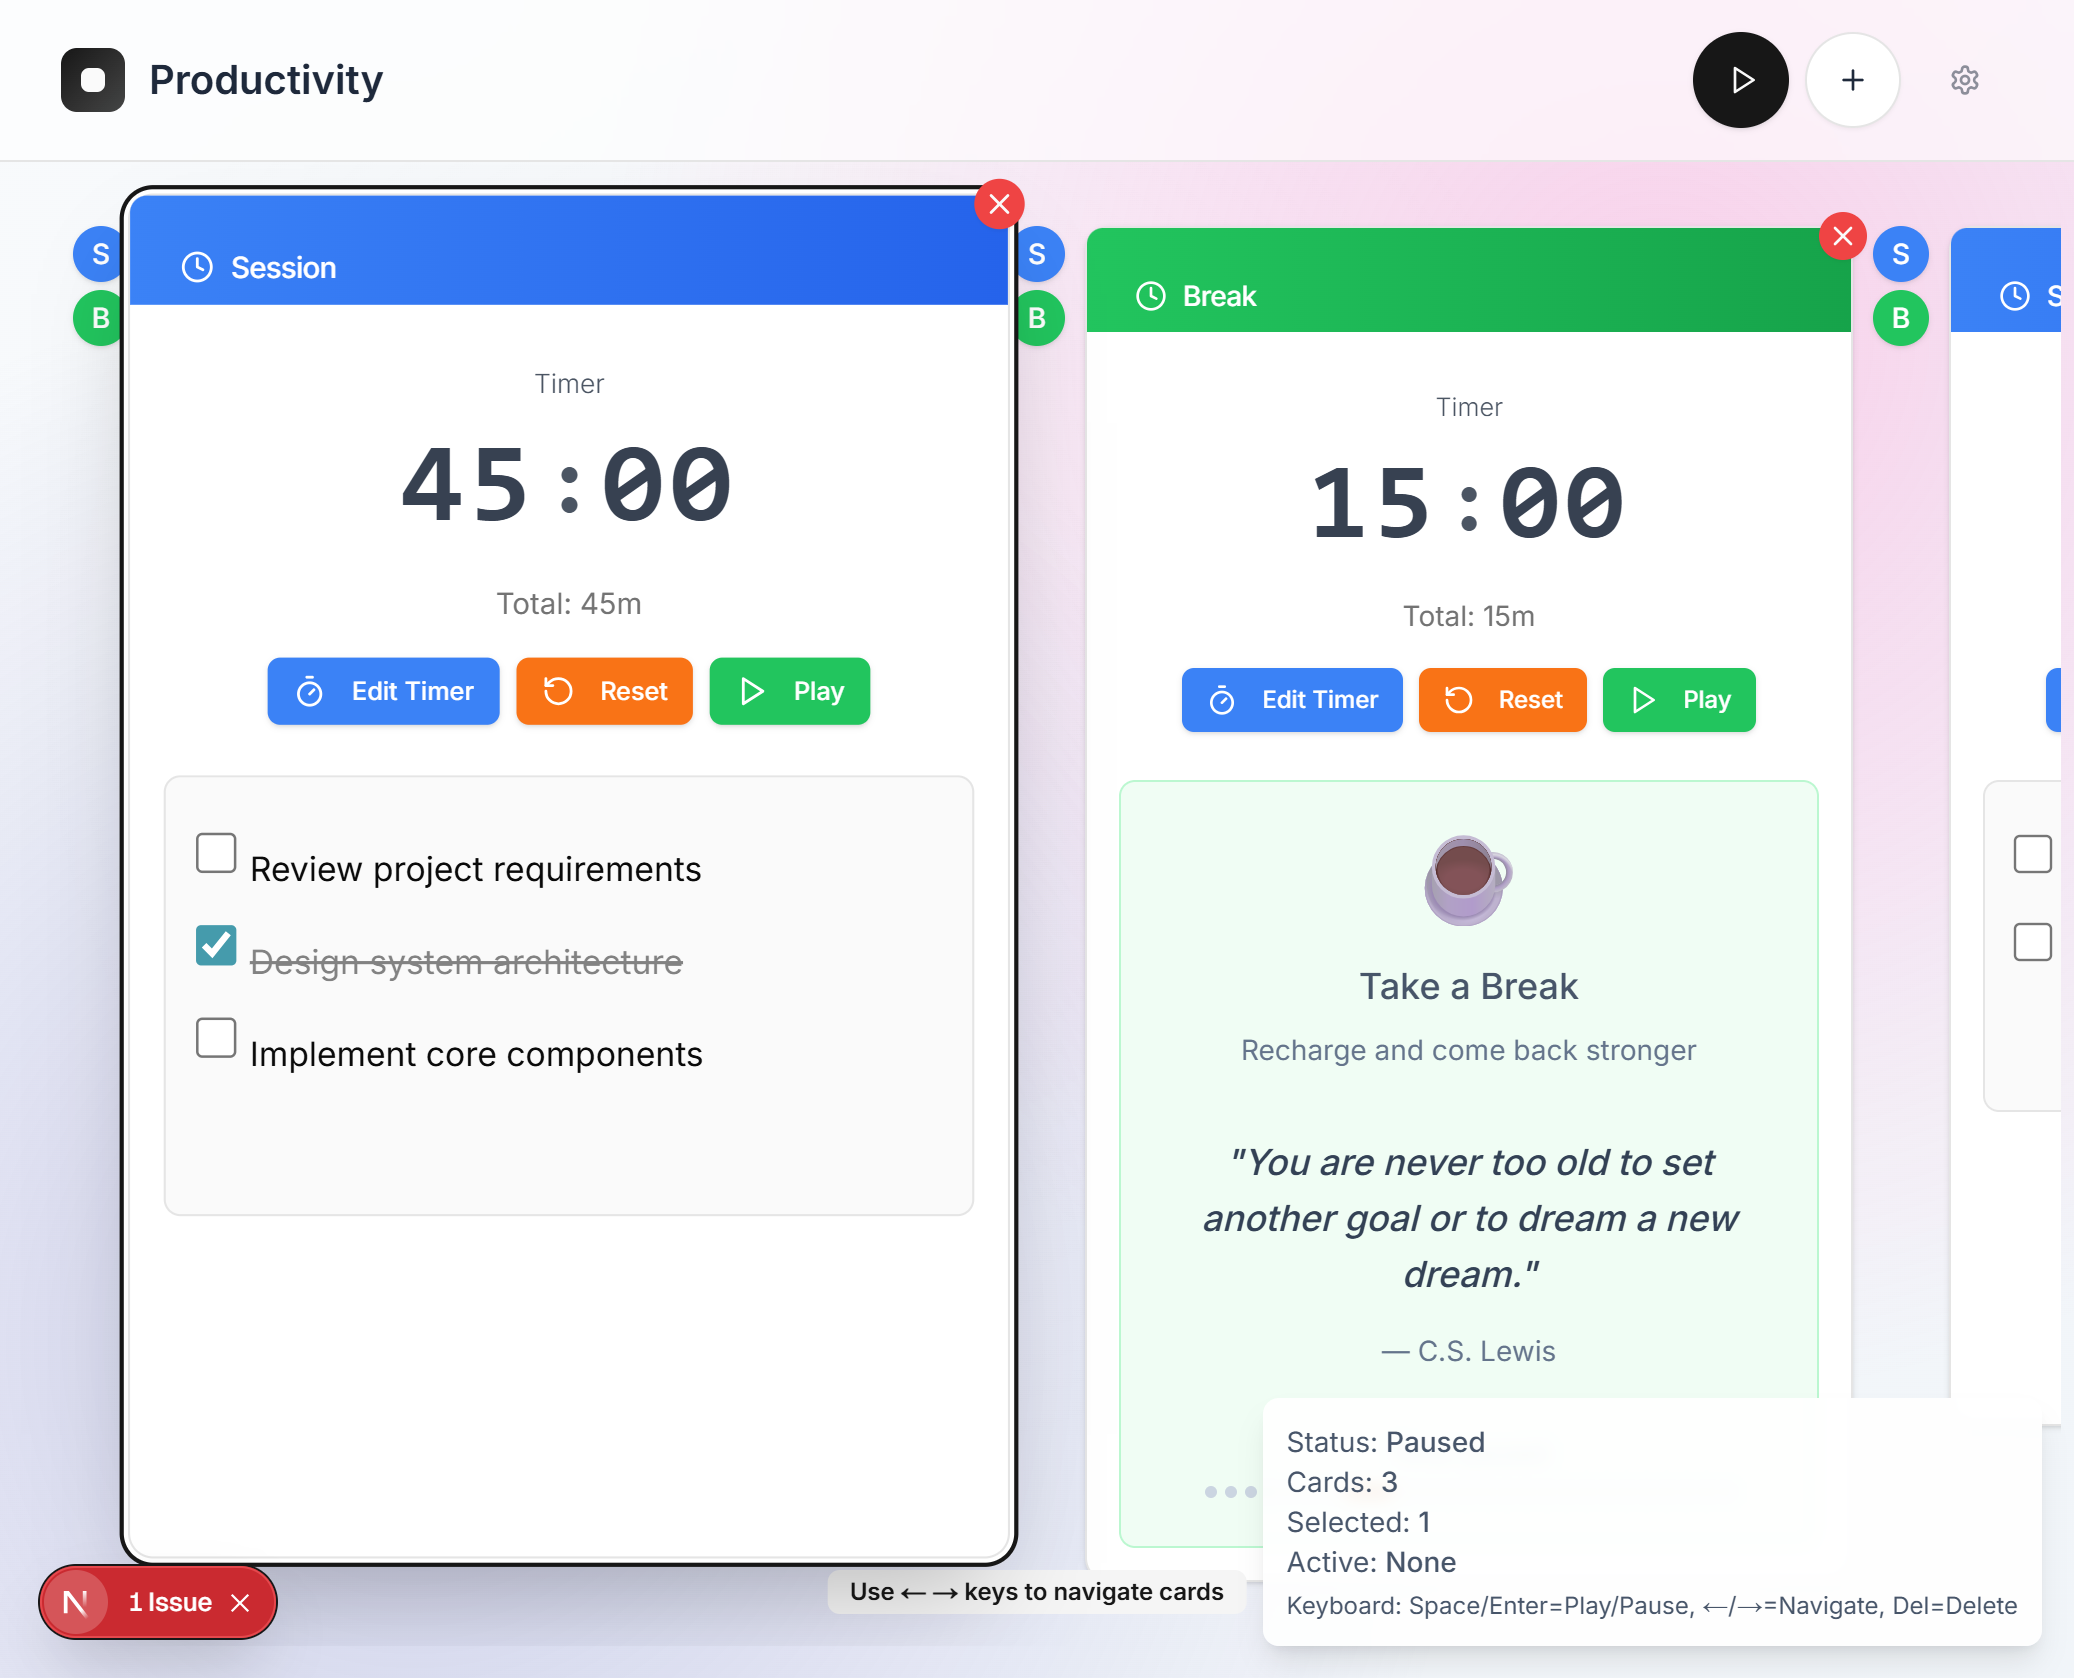 Productivity
S
B
Session
Timer
45:00
Total: 45m
Edit Timer
Reset
Play
Review project requirements
Design system architecture
Implement core components
S
B
Break
Timer
15:00
Total: 15m
Edit Timer
Reset
Play
Take a Break
Recharge and come back stronger
"You are never too old to set
another goal or to dream a new
dream."
— C.S. Lewis
S
B
Status: Paused
Cards: 3
Selected: 1
Active: None
Keyboard: Space/Enter=Play/Pause, ←/→=Navigate, Del=Delete
Use ← → keys to navigate cards
N
1 Issue